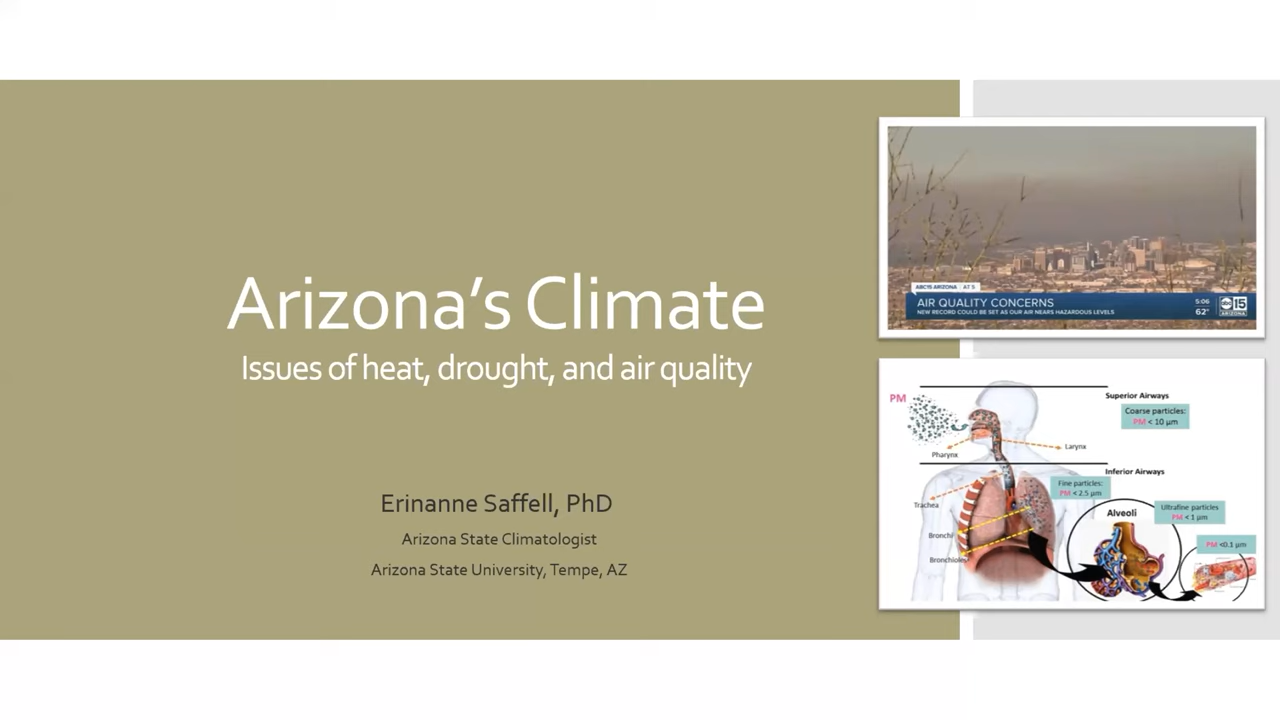 Arizona's Climate
Issues of heat, drought, and air quality
Erinanne Saffell, PhD
Arizona State Climatologist
Arizona State University, Tempe, AZ
ABC15 ARIZONA AT 5
AIR QUALITY CONCERNS
NEW RECORD COULD BE SET AS OUR AIR NEARS HAZARDOUS LEVELS
5:06
62°
abc 15
ARIZONA
PM
Superior Airways
Coarse particles:
PM < 10 µm
Pharynx
Larynx
Inferior Airways
Fine particles:
PM < 2.5 µm
Trachea
Alveoli
Ultrafine particles
PM < 1 µm
Bronchi
PM <0.1 µm
Bronchioles